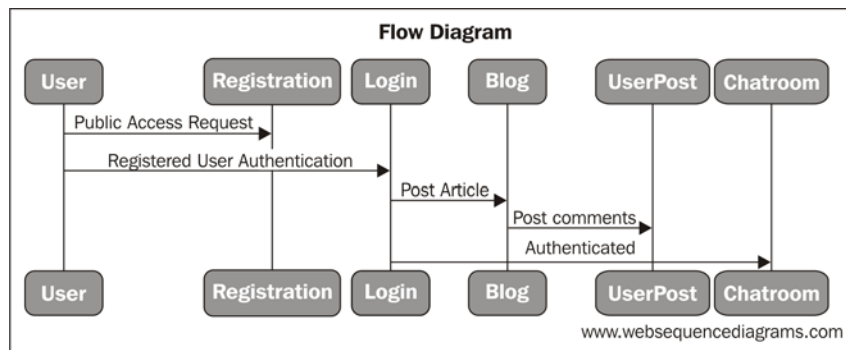 Flow Diagram
User Registration Login Blog UserPost Chatroom
Public Access Request
Registered User Authentication
Post Article
Post comments
Authenticated
User Registration Login Blog UserPost Chatroom
www.websequencediagrams.com